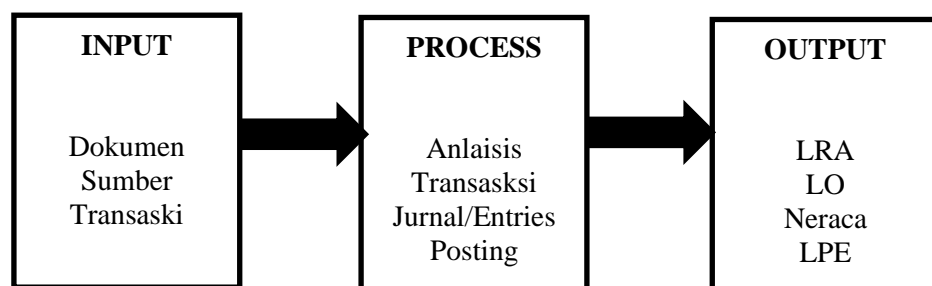 INPUT
Dokumen
Sumber
Transaski
PROCESS
Anlaisis
Transasksi
Jurnal/Entries
Posting
OUTPUT
LRA
LO
Neraca
LPE